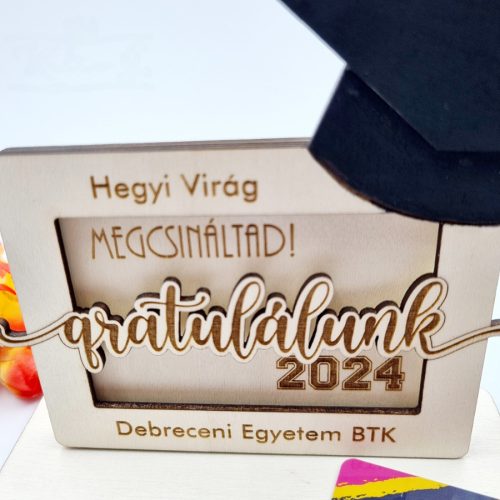 Hegyi Virág
MEGCSINÁLTAD!
gratulálunk
2024
Debreceni Egyetem BTK